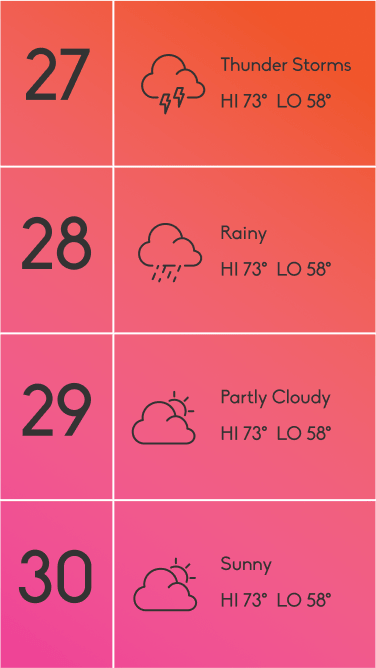 27
Thunder Storms
HI 73° LO 58°
28
Rainy
HI 73° LO 58°
29
Partly Cloudy
HI 73° LO 58°
30
Sunny
HI 73° LO 58°